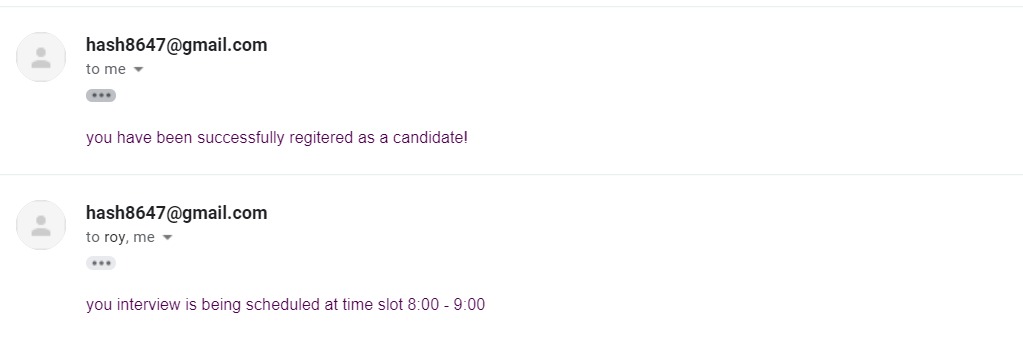 hash8647@gmail.com
to me
•••
you have been successfully regitered as a candidate!
hash8647@gmail.com
to roy, me
•••
you interview is being scheduled at time slot 8:00 - 9:00